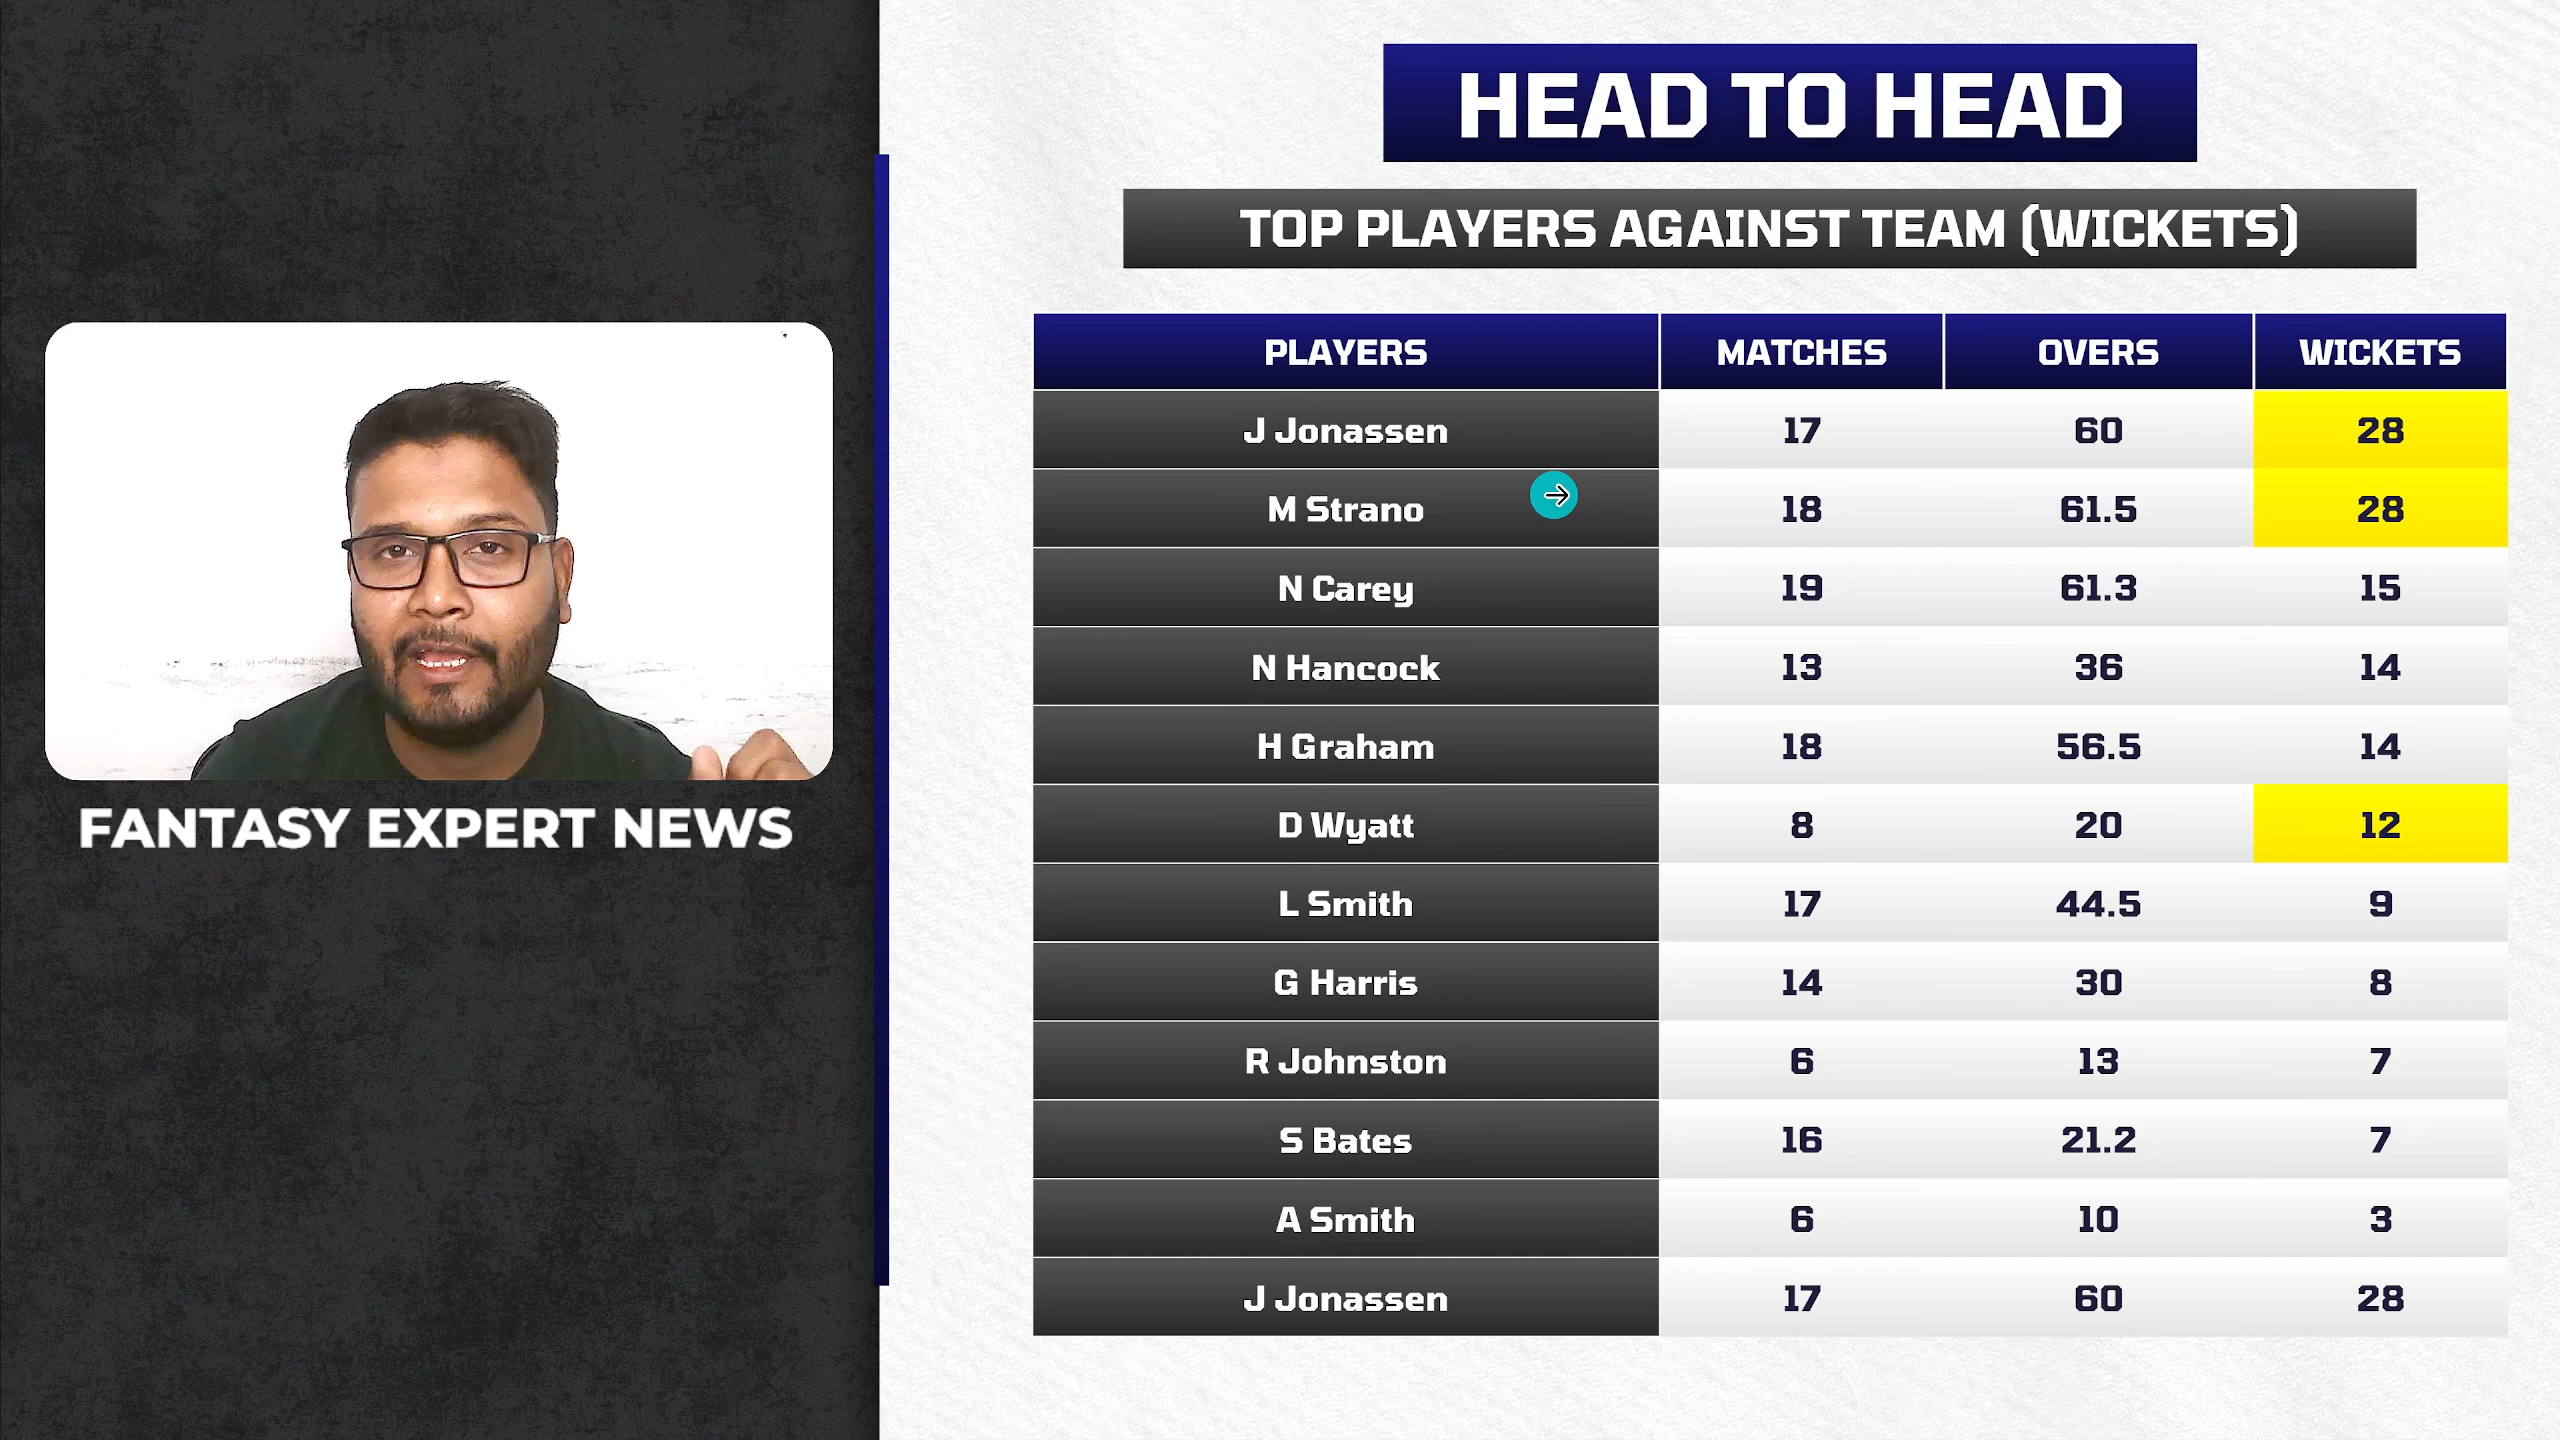 HEAD TO HEAD
TOP PLAYERS AGAINST TEAM (WICKETS)
PLAYERS MATCHES OVERS WICKETS
J Jonassen 17 60 28
M Strano 18 61.5 28
N Carey 19 61.3 15
N Hancock 13 36 14
H Graham 18 56.5 14
D Wyatt 8 20 12
L Smith 17 44.5 9
G Harris 14 30 8
R Johnston 6 13 7
S Bates 16 21.2 7
A Smith 6 10 3
J Jonassen 17 60 28
FANTASY EXPERT NEWS